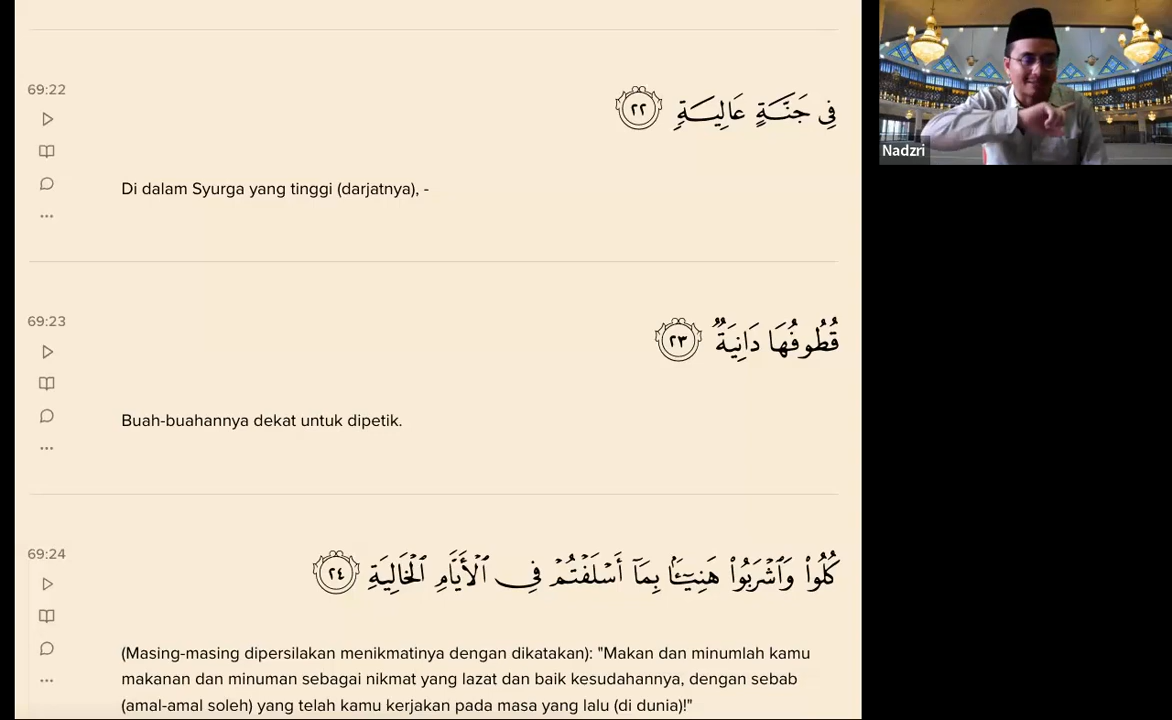 69:22
فِى جَنَّةٍ عَالِيَةٍ ٢٢
Di dalam Syurga yang tinggi (darjatnya), -
69:23
قُطُوفُهَا دَانِيَةٌ ٢٣
Buah-buahannya dekat untuk dipetik.
69:24
كُلُوا۟ وَٱشْرَبُوا۟ هَنِيٓـًٔۢا بِمَآ أَسْلَفْتُمْ فِى ٱلْأَيَّامِ ٱلْخَالِيَةِ ٢٤
(Masing-masing dipersilakan menikmatinya dengan dikatakan): "Makan dan minumlah kamu
makanan dan minuman sebagai nikmat yang lazat dan baik kesudahannya, dengan sebab
(amal-amal soleh) yang telah kamu kerjakan pada masa yang lalu (di dunia)!"
Nadzri